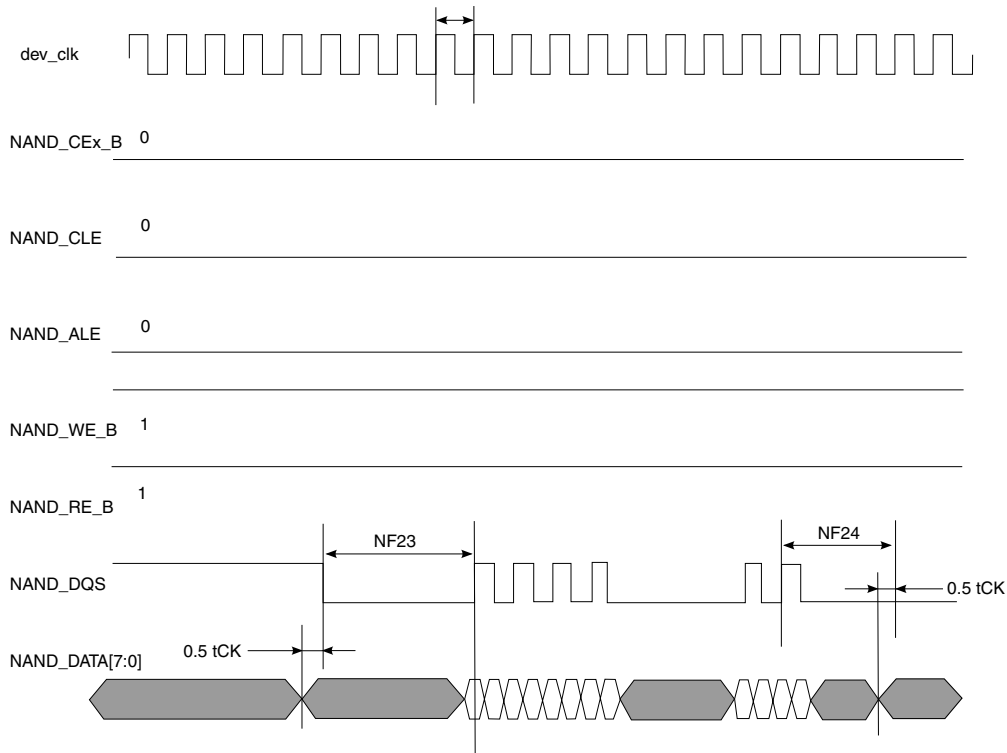 dev_clk
NAND_CEx_B 0
NAND_CLE 0
NAND_ALE 0
NAND_WE_B 1
NAND_RE_B 1
NF23
NF24
NAND_DQS
0.5 tCK
NAND_DATA[7:0]
0.5 tCK